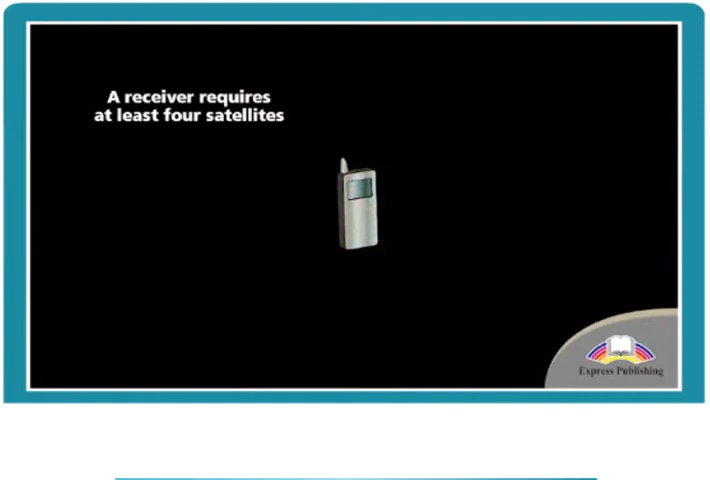 A receiver requires
at least four satellites
Express Publishing